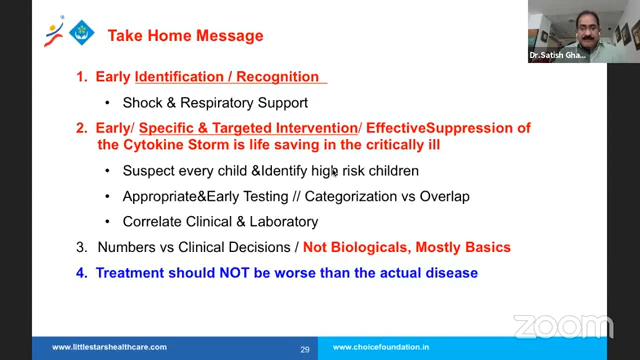 Take Home Message
Dr.Satish Gha...
1. Early Identification / Recognition
• Shock & Respiratory Support
2. Early/ Specific & Targeted Intervention/ EffectiveSuppression of
the Cytokine Storm is life saving in the critically ill
• Suspect every child &Identify high risk children
• Appropriate&Early Testing // Categorization vs Overlap
• Correlate Clinical & Laboratory
3. Numbers vs Clinical Decisions / Not Biologicals, Mostly Basics
4. Treatment should NOT be worse than the actual disease
zoom
www.littlestarshealthcare.com
29
www.choicefoundation.in